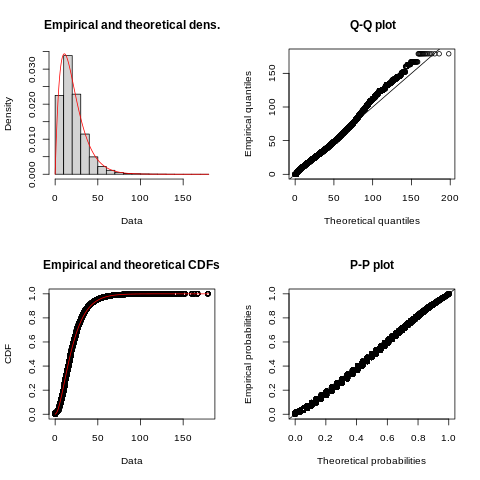 Empirical and theoretical dens.
Density
0.000 0.010 0.020 0.030
0 50 100 150
Data
Q-Q plot
Empirical quantiles
0 50 100 150
0 50 100 150 200
Theoretical quantiles
Empirical and theoretical CDFs
CDF
0.0 0.2 0.4 0.6 0.8 1.0
0 50 100 150
Data
P-P plot
Empirical probabilities
0.0 0.2 0.4 0.6 0.8 1.0
0.0 0.2 0.4 0.6 0.8 1.0
Theoretical probabilities